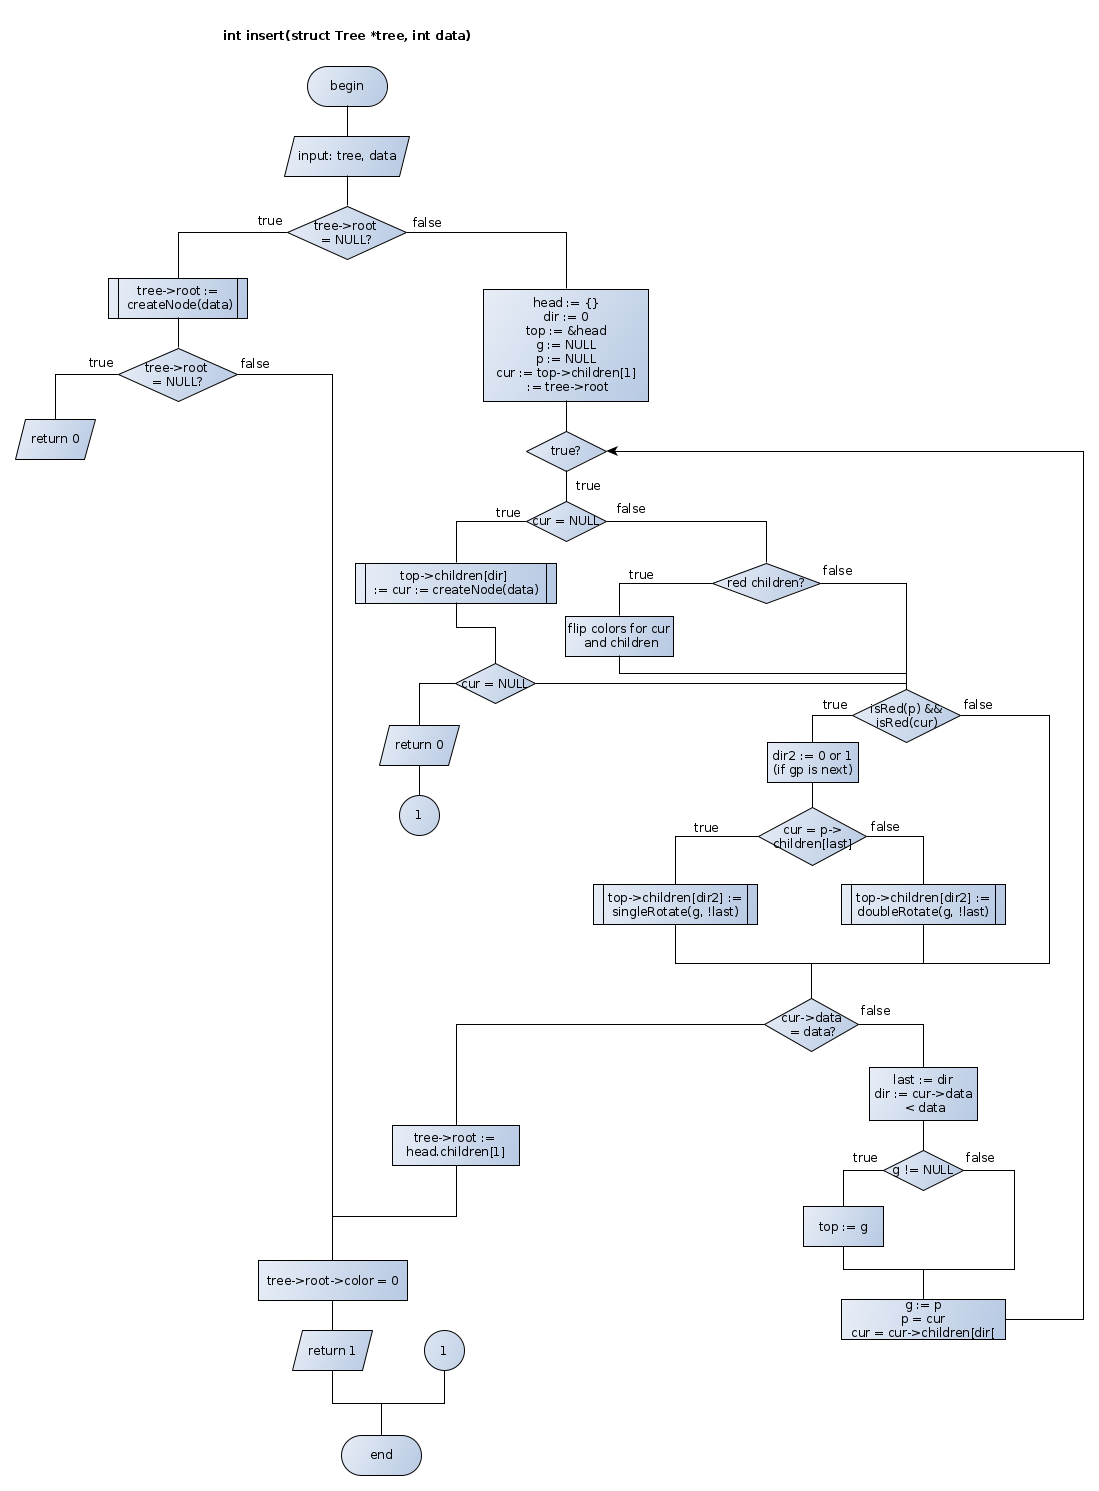 int insert(struct Tree *tree, int data)
begin
input: tree, data
tree->root
= NULL?
true
false
tree->root :=
createNode(data)
tree->root
= NULL?
true
false
return 0
head := {}
dir := 0
top := &head
g := NULL
p := NULL
cur := top->children[1]
:= tree->root
true?
true
cur = NULL
true
false
top->children[dir]
:= cur := createNode(data)
red children?
true
false
flip colors for cur
and children
cur = NULL
return 0
1
isRed(p) &&
isRed(cur)
true
false
dir2 := 0 or 1
(if gp is next)
cur = p->
children[last]
true
false
top->children[dir2] :=
singleRotate(g, !last)
top->children[dir2] :=
doubleRotate(g, !last)
cur->data
= data?
false
last := dir
dir := cur->data
< data
tree->root :=
head.children[1]
g != NULL
true
false
top := g
g := p
p = cur
cur = cur->children[dir[
tree->root->color = 0
return 1
1
end